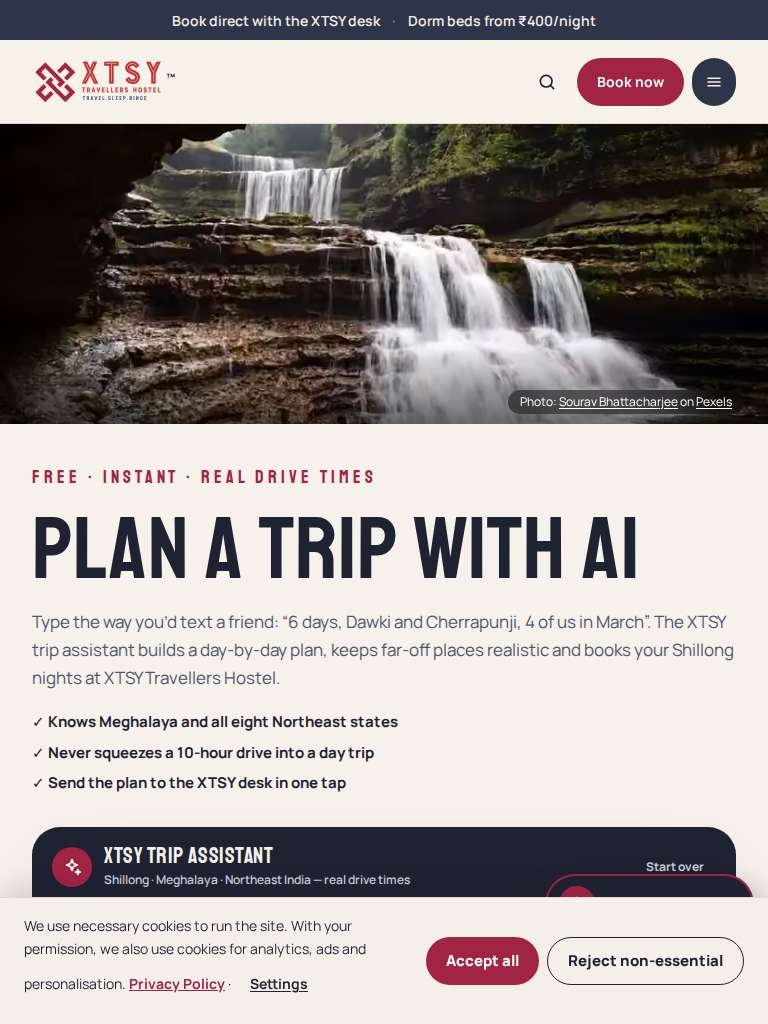 Book direct with the XTSY desk · Dorm beds from ₹400/night
XTSY ™
TRAVELLERS HOSTEL
TRAVEL.SLEEP.BINGE
Book now
Photo: Sourav Bhattacharjee on Pexels
FREE · INSTANT · REAL DRIVE TIMES
PLAN A TRIP WITH AI
Type the way you’d text a friend: “6 days, Dawki and Cherrapunji, 4 of us in March”. The XTSY
trip assistant builds a day-by-day plan, keeps far-off places realistic and books your Shillong
nights at XTSY Travellers Hostel.
✓ Knows Meghalaya and all eight Northeast states
✓ Never squeezes a 10-hour drive into a day trip
✓ Send the plan to the XTSY desk in one tap
XTSY TRIP ASSISTANT
Shillong · Meghalaya · Northeast India — real drive times
Start over
We use necessary cookies to run the site. With your
permission, we also use cookies for analytics, ads and
personalisation. Privacy Policy · Settings
Accept all
Reject non-essential